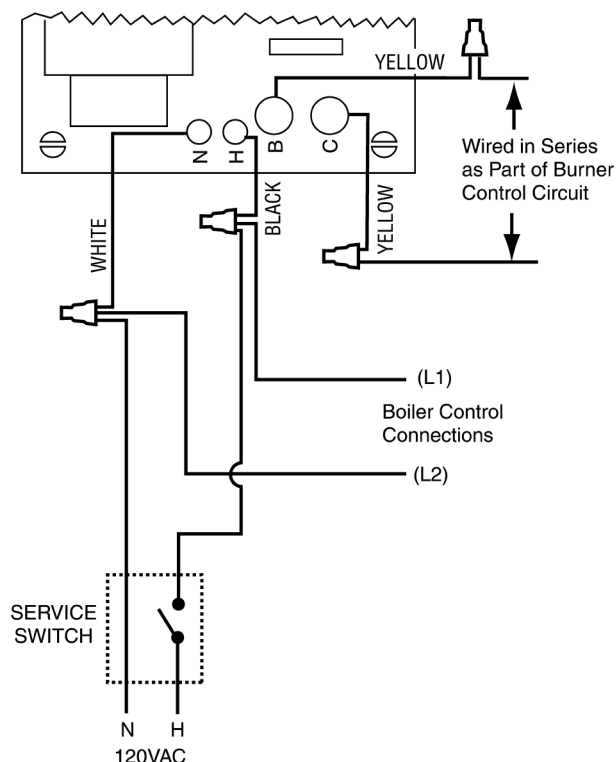 YELLOW
N
H
B
C
Wired in Series
as Part of Burner
Control Circuit
WHITE
BLACK
YELLOW
(L1)
Boiler Control
Connections
(L2)
SERVICE
SWITCH
N
H
120VAC